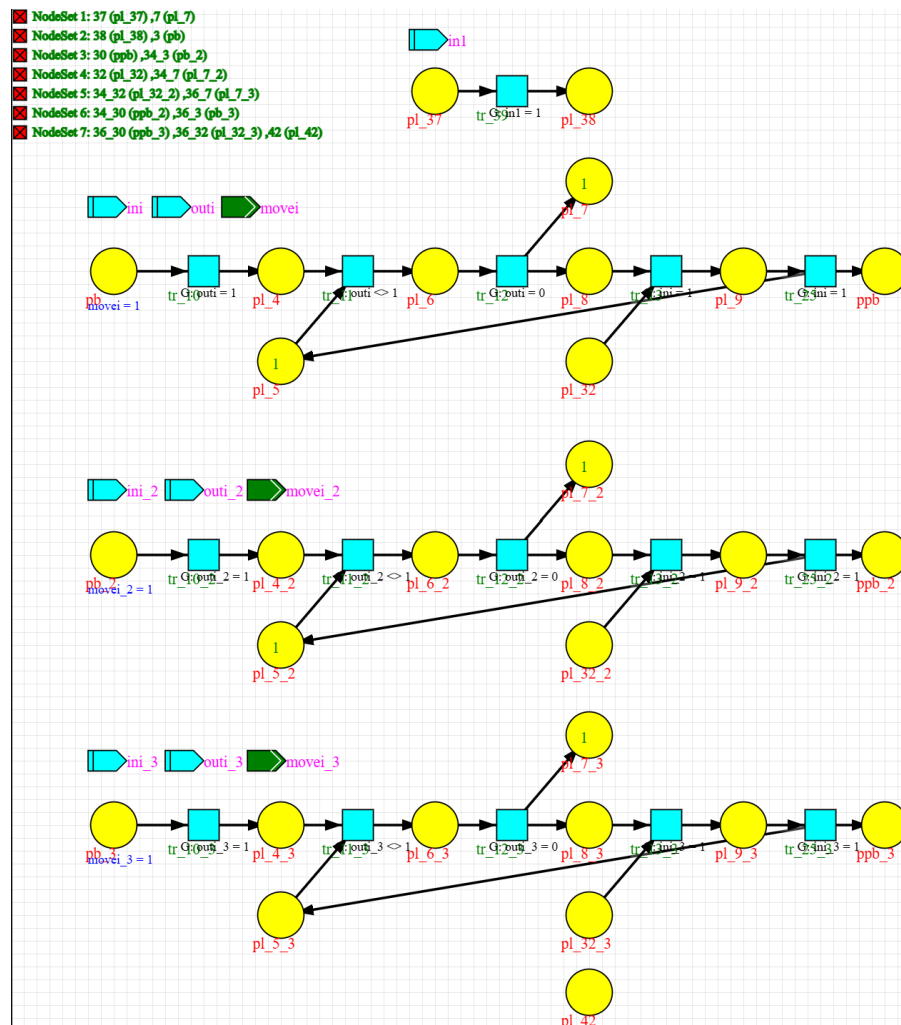 NodeSet 1: 37 (pl_37) ,7 (pl_7)
NodeSet 2: 38 (pl_38) ,3 (pb)
NodeSet 3: 30 (ppb) ,34_3 (pb_2)
NodeSet 4: 32 (pl_32) ,34_7 (pl_7_2)
NodeSet 5: 34_32 (pl_32_2) ,36_7 (pl_7_3)
NodeSet 6: 34_30 (ppb_2) ,36_3 (pb_3)
NodeSet 7: 36_30 (ppb_3) ,36_32 (pl_32_3) ,42 (pl_42)
in1
pl_37 G: in1 = 1 pl_38
1
pl_7
ini outi movei
pb G: outi = 1 pl_4 G: outi <> 1 pl_6 G: outi = 0 pl_8 G: ini = 1 pl_9 G: ini = 1 ppb
movei = 1
1
pl_5 pl_32
1
pl_7_2
ini_2 outi_2 movei_2
pb_2 G: outi_2 = 1 pl_4_2 outi_2 <> 1 pl_6_2 G: outi_2 = 0 pl_8_2 G: ini_2 = 1 pl_9_2 G: ini_2 = 1 ppb_2
movei_2 = 1
1
pl_5_2 pl_32_2
1
pl_7_3
ini_3 outi_3 movei_3
pb_3 G: outi_3 = 1 pl_4_3 outi_3 <> 1 pl_6_3 G: outi_3 = 0 pl_8_3 G: ini_3 = 1 pl_9_3 G: ini_3 = 1 ppb_3
movei_3 = 1
pl_5_3 pl_32_3
pl_42